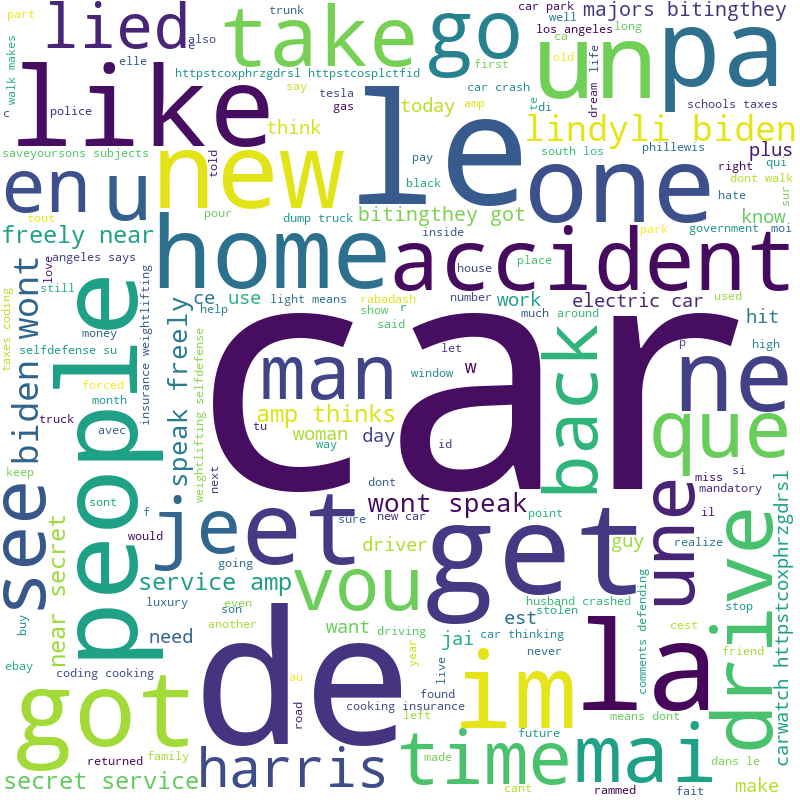 part
trunk
car park
majors bitingthey
lied
take
go
un
pa
los angeles
well
ca
long
walk makes
also
elle
httpstcoxphrzgdrsl httpstcosplctfid
first
car crash
old
dream life
like
le
say
tesla
gas
today
amp
te
di
schools taxes
c
police
think
lindyli biden
saveyoursons subjects
new
told
pay
south los
phillewis
plus
black
one
right
qui
dont walk
en
u
hate
sur
pour
dump truck
bitingthey got
know
tout
inside
park
government
moi
freely near
home
accident
angeles says
love
house
place
still
ce
use
light means
rabadash
number
work
electric car
used
wont
people
help
show
r
said
much
around
hit
taxes coding
money
speak freely
insurance weightlifting
car
let
p
high
selfdefense su
man
window
w
back
ne
forced
month
biden
truck
amp thinks
que
avec
weightlifting selfdefense
tu
woman
day
way
id
si
keep
next
dont
miss
mandatory
see
sont
f
je
et
sure
wont speak
new car
point
une
il
drive
carwatch httpstcoxphrzgdrsl
would
get
guy
realize
near secret
going
driver
stop
service amp
vou
husband crashed
comments defending
luxury
even
son
stolen
buy
another
est
need
want
driving
jai
car thinking
cest
friend
ebay
year
never
coding cooking
got
de
au
live
found
im
la
means dont
road
cooking insurance
left
future
returned
family
harris
time
made
mai
dans le
secret service
cant
rammed
fait
make